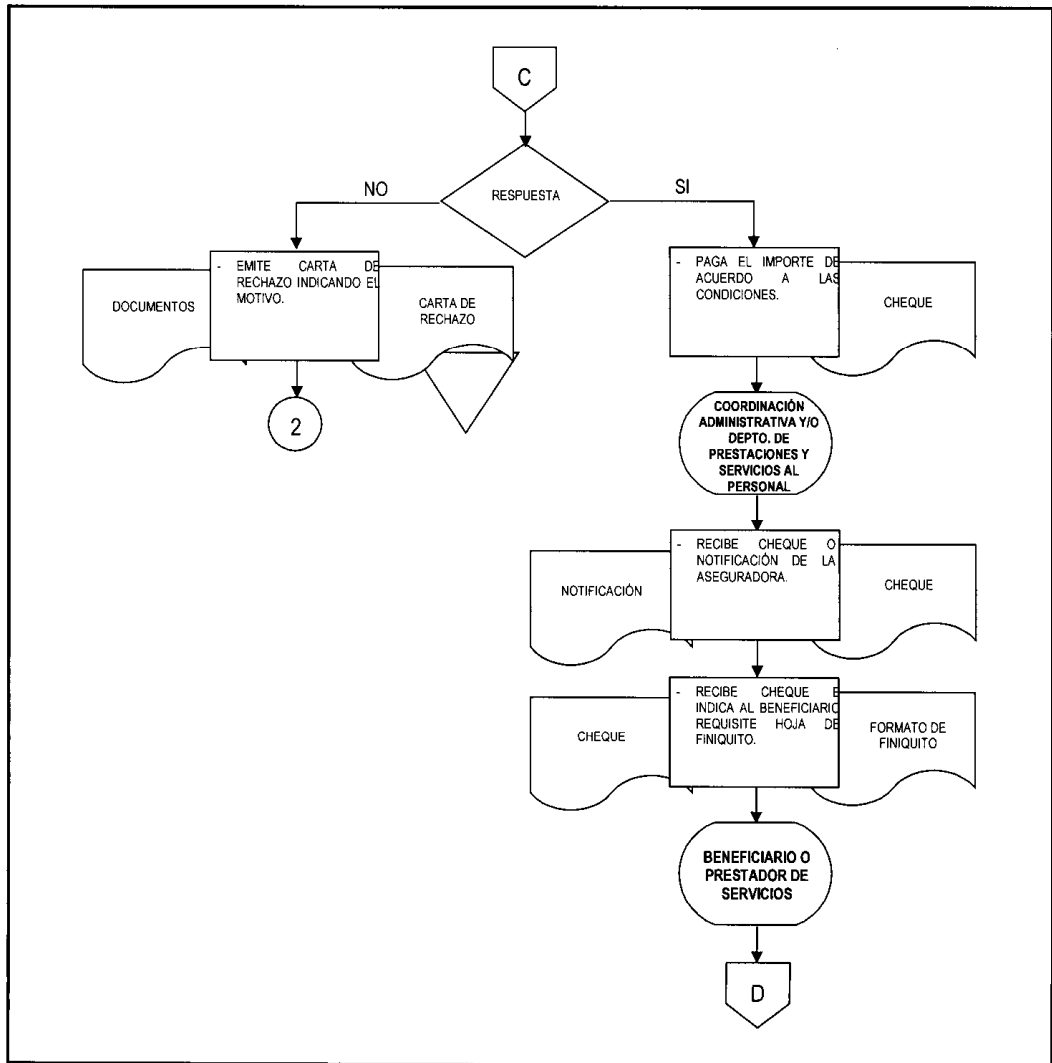 C
RESPUESTA
NO
SI
- EMITE CARTA DE
RECHAZO INDICANDO EL
MOTIVO.
DOCUMENTOS
CARTA DE
RECHAZO
2
- PAGA EL IMPORTE DE
ACUERDO A LAS
CONDICIONES.
CHEQUE
COORDINACIÓN
ADMINISTRATIVA Y/O
DEPTO. DE
PRESTACIONES Y
SERVICIOS AL
PERSONAL
- RECIBE CHEQUE O
NOTIFICACIÓN DE LA
ASEGURADORA.
NOTIFICACIÓN
CHEQUE
- RECIBE CHEQUE E
INDICA AL BENEFICIARIO
REQUISITE HOJA DE
FINIQUITO.
CHEQUE
FORMATO DE
FINIQUITO
BENEFICIARIO O
PRESTADOR DE
SERVICIOS
D